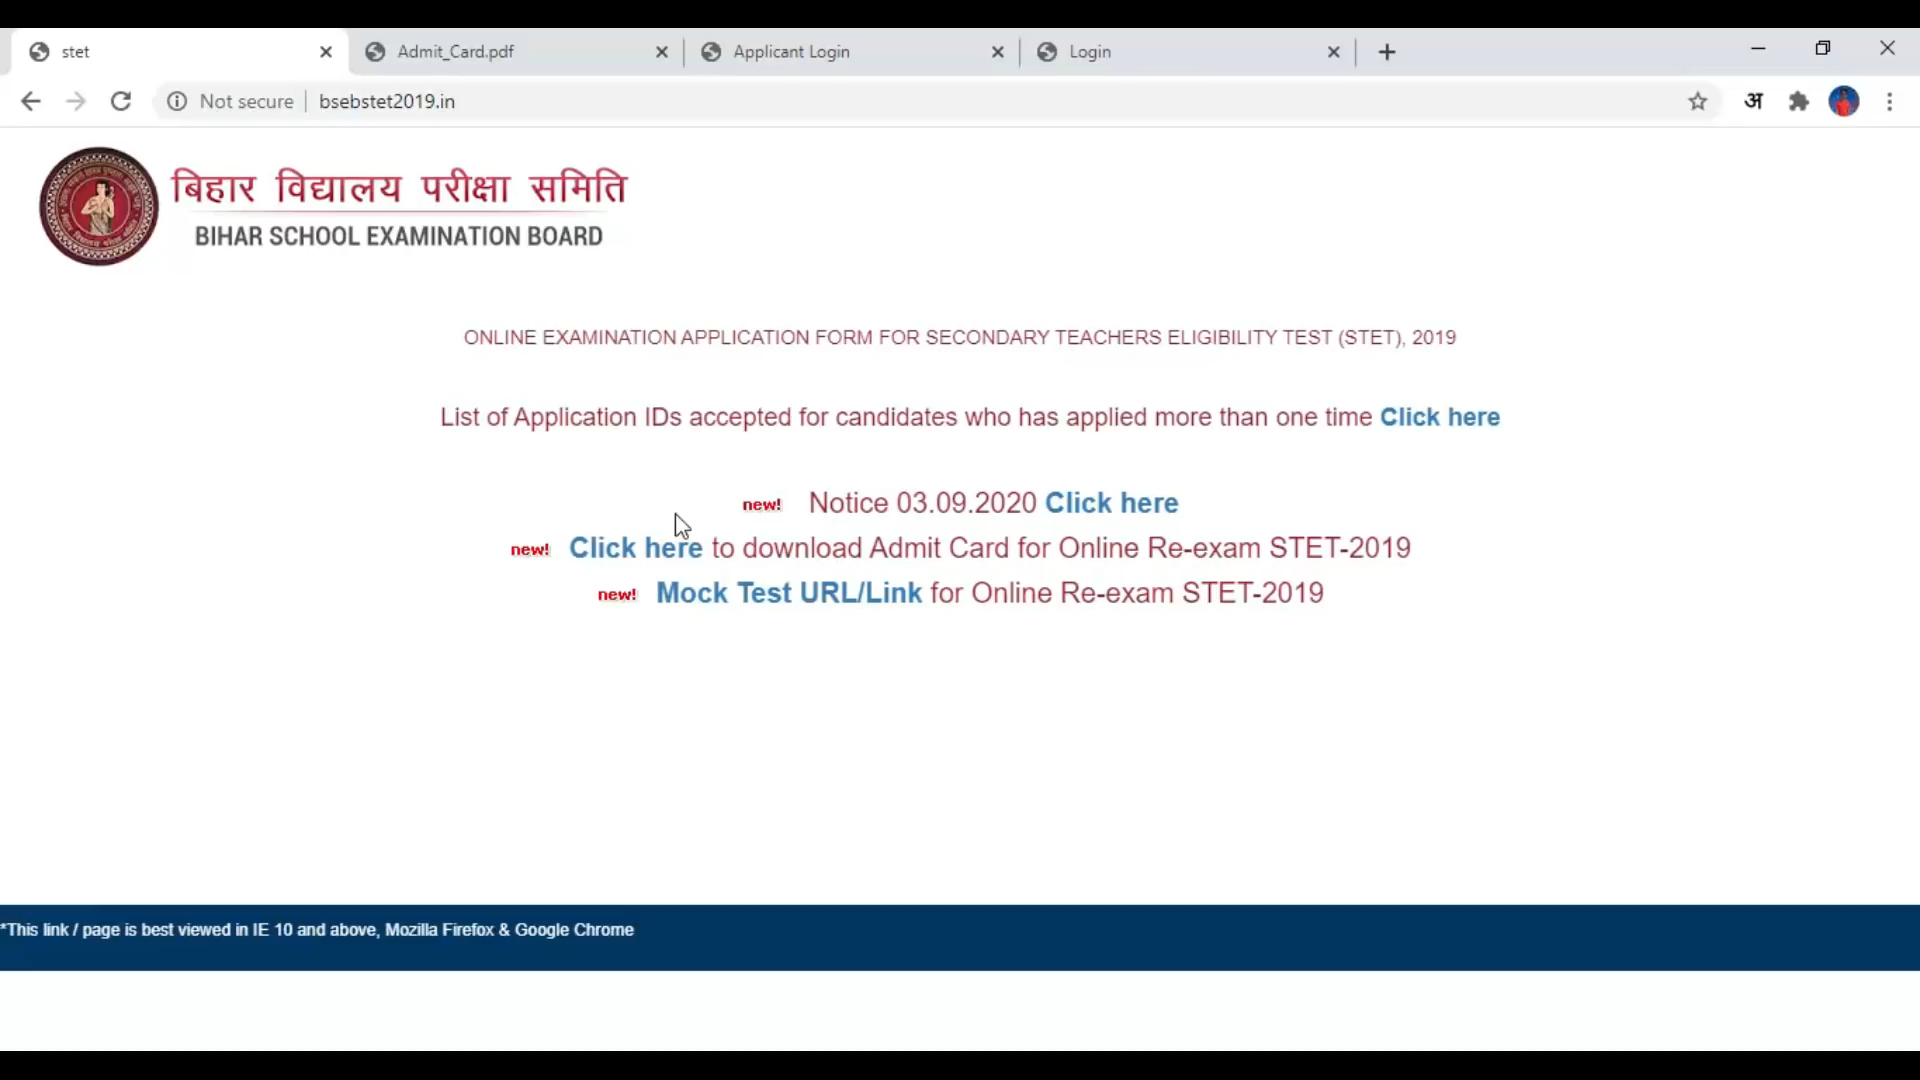 stet
Admit_Card.pdf
Applicant Login
Login
Not secure
bsebstet2019.in
अ
बिहार विद्यालय परीक्षा समिति
BIHAR SCHOOL EXAMINATION BOARD
ONLINE EXAMINATION APPLICATION FORM FOR SECONDARY TEACHERS ELIGIBILITY TEST (STET), 2019
List of Application IDs accepted for candidates who has applied more than one time Click here
new! Notice 03.09.2020 Click here
new! Click here to download Admit Card for Online Re-exam STET-2019
new! Mock Test URL/Link for Online Re-exam STET-2019
*This link / page is best viewed in IE 10 and above, Mozilla Firefox & Google Chrome